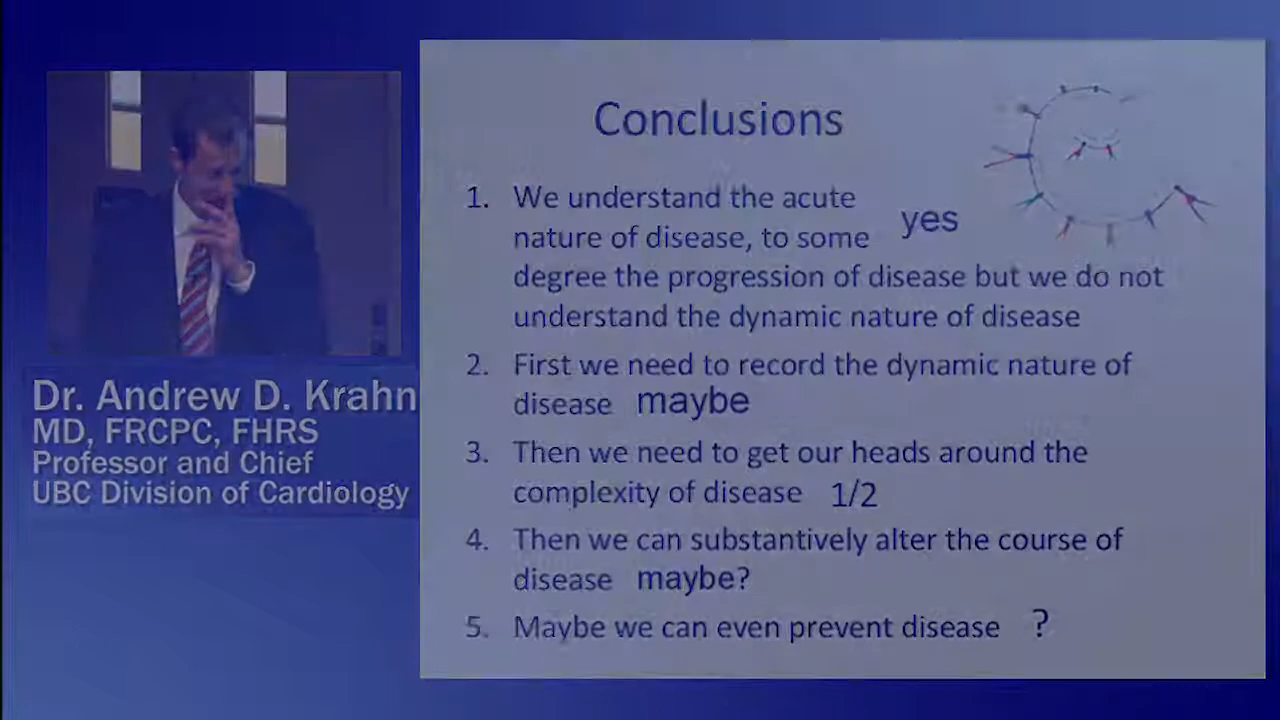 Conclusions
1. We understand the acute
nature of disease, to some yes
degree the progression of disease but we do not
understand the dynamic nature of disease
2. First we need to record the dynamic nature of
disease maybe
3. Then we need to get our heads around the
complexity of disease 1/2
4. Then we can substantively alter the course of
disease maybe?
5. Maybe we can even prevent disease ?
Dr. Andrew D. Krahn
MD, FRCPC, FHRS
Professor and Chief
UBC Division of Cardiology